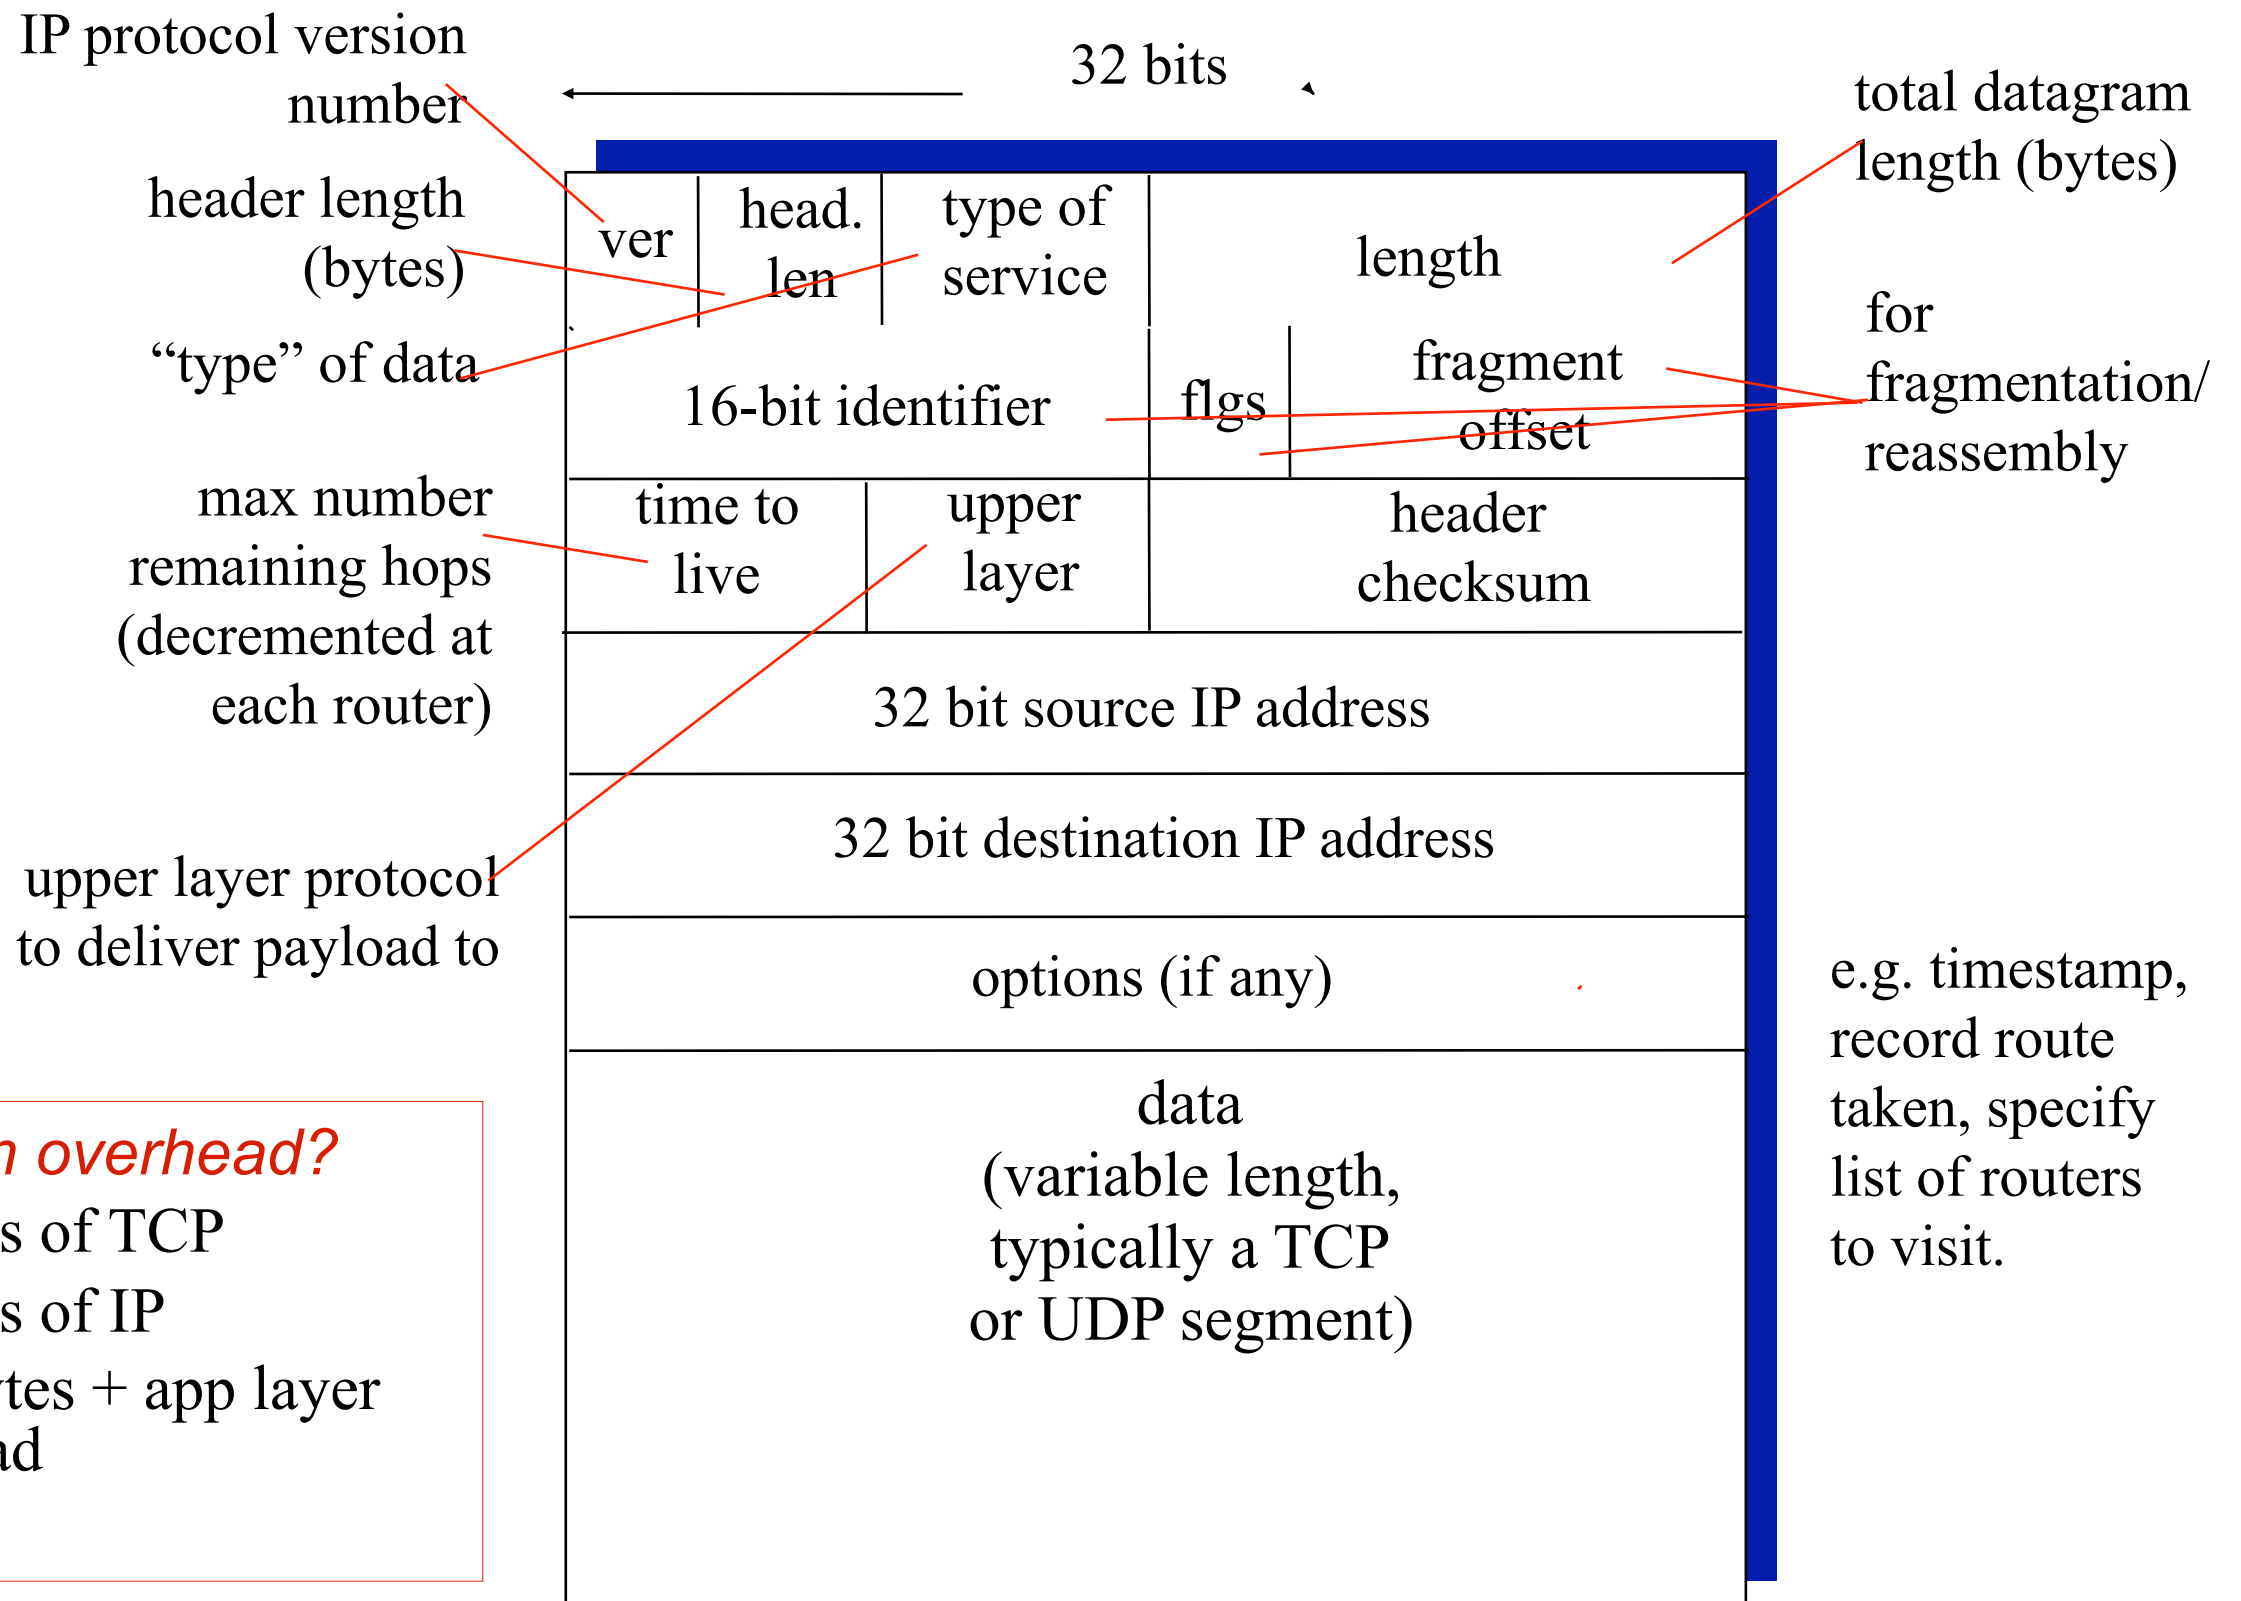 IP protocol version
number
32 bits
total datagram
length (bytes)
header length
(bytes)
ver
head.
len
type of
service
length
for
fragmentation/
reassembly
“type” of data
16-bit identifier
flgs
fragment
offset
max number
remaining hops
(decremented at
each router)
time to
live
upper
layer
header
checksum
32 bit source IP address
32 bit destination IP address
upper layer protocol
to deliver payload to
options (if any)
e.g. timestamp,
record route
taken, specify
list of routers
to visit.
data
(variable length,
typically a TCP
or UDP segment)
overhead?
of TCP
of IP
+ app layer